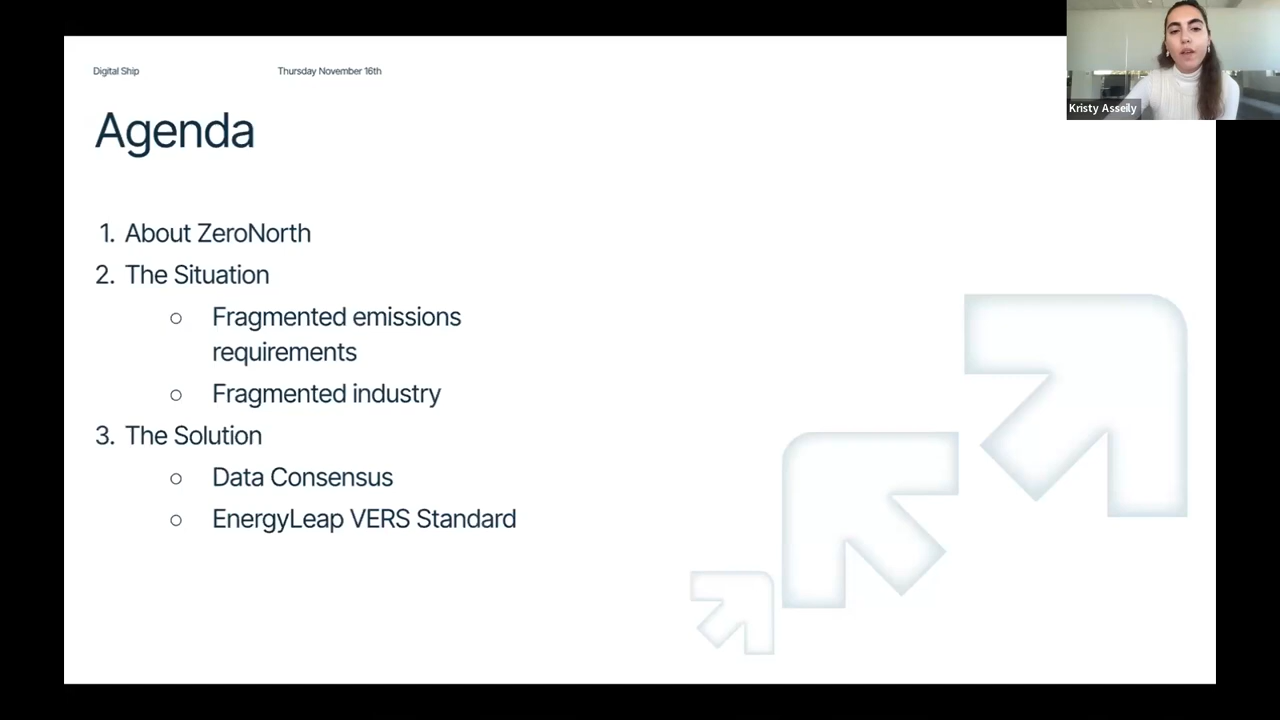 Digital Ship
Thursday November 16th
Kristy Asseily
Agenda
1. About ZeroNorth
2. The Situation
○ Fragmented emissions
requirements
○ Fragmented industry
3. The Solution
○ Data Consensus
○ EnergyLeap VERS Standard